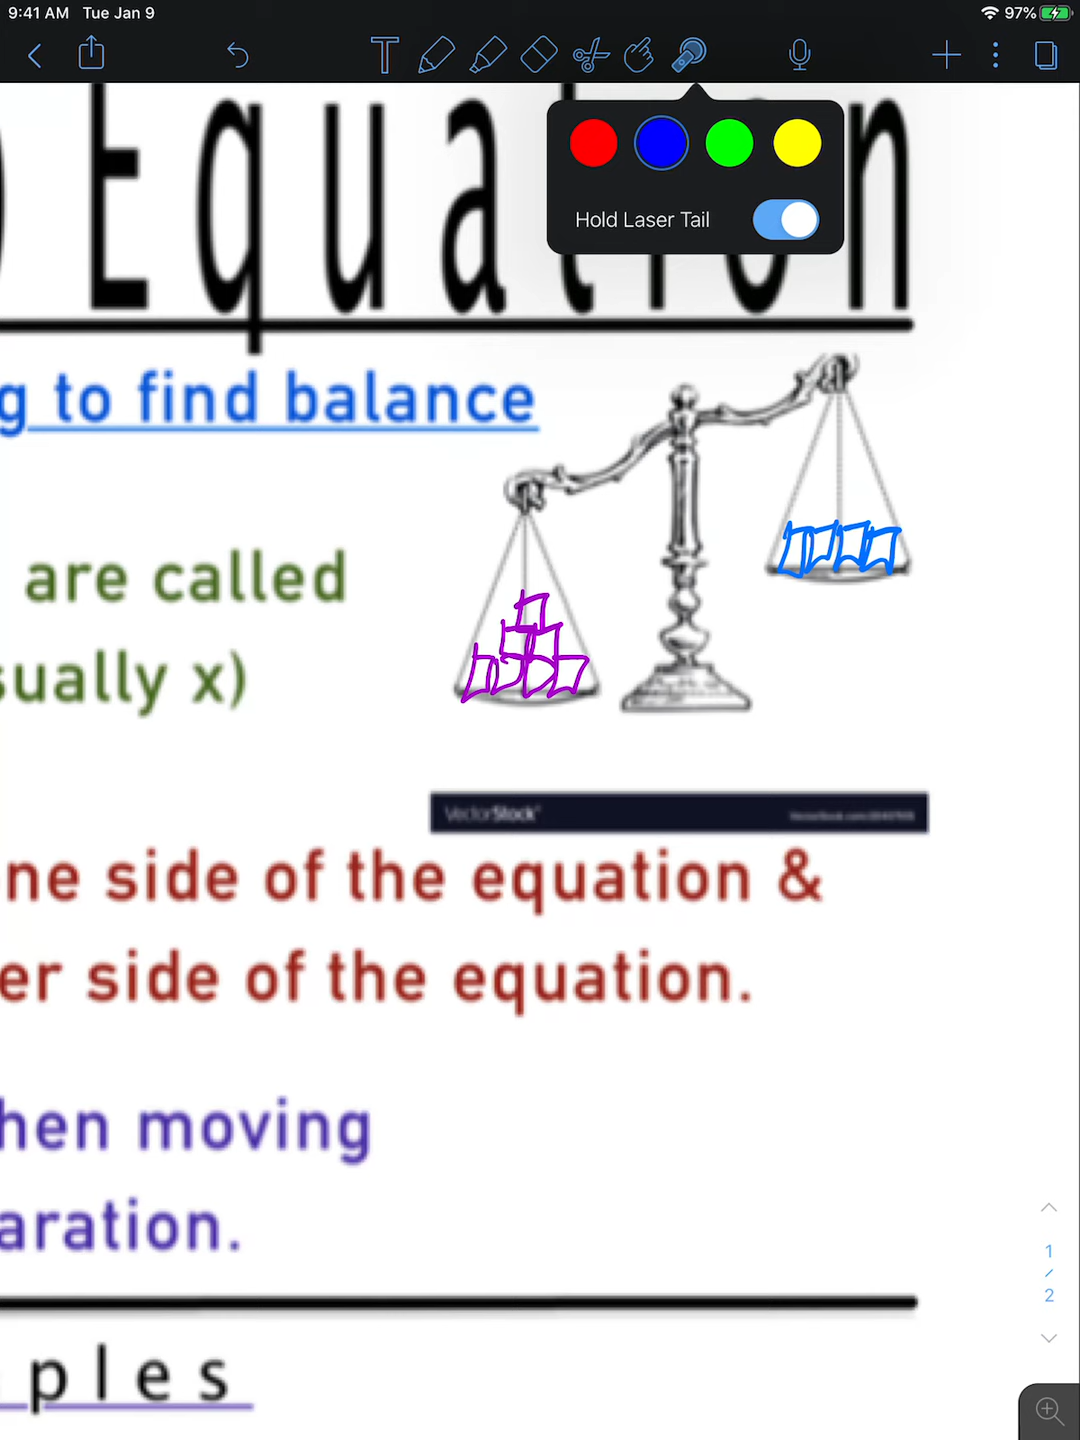 9:41 AM Tue Jan 9
97%
Hold Laser Tail
Equation
g to find balance
are called
sually x)
VectorStock
ne side of the equation &
er side of the equation.
hen moving
aration.
1
/
2
ples